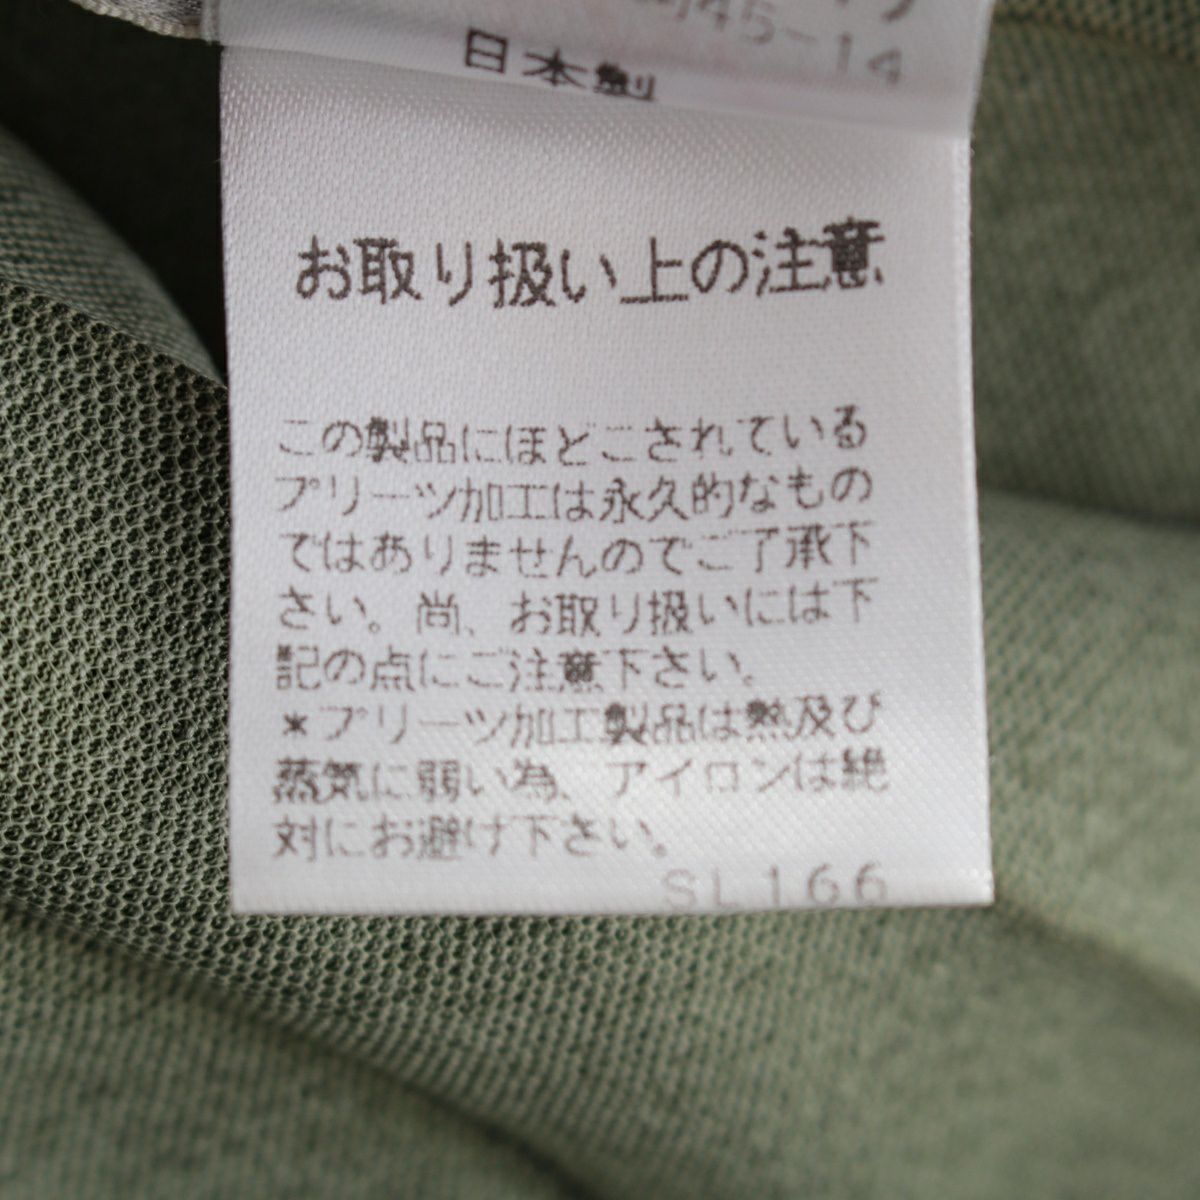 45-14
日本製
お取り扱い上の注意
この製品にほどこされている
プリーツ加工は永久的なもの
ではありませんのでご了承下
さい。尚、お取り扱いには下
記の点にご注意下さい。
*プリーツ加工製品は熱及び
蒸気に弱い為、アイロンは絶
対にお避け下さい。
SL166